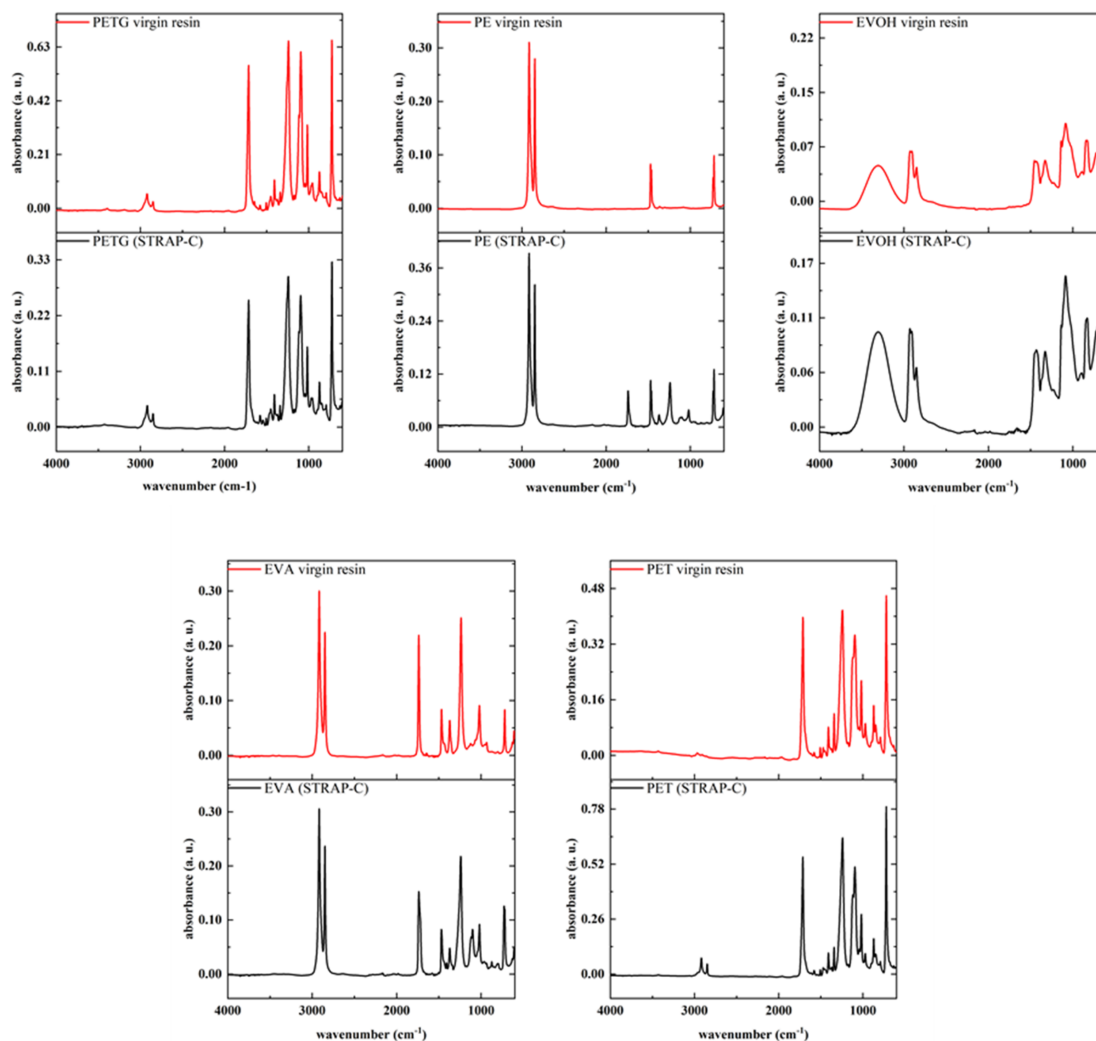 PETG virgin resin
0.63
0.42
0.21
0.00
absorbance (a. u.)
PETG (STRAP-C)
0.33
0.22
0.11
0.00
absorbance (a. u.)
4000 3000 2000 1000
wavenumber (cm-1)
PE virgin resin
0.30
0.15
0.00
absorbance (a. u.)
PE (STRAP-C)
0.36
0.24
0.12
0.00
absorbance (a. u.)
4000 3000 2000 1000
wavenumber (cm⁻¹)
EVOH virgin resin
0.22
0.15
0.07
0.00
absorbance (a. u.)
EVOH (STRAP-C)
0.17
0.11
0.06
0.00
absorbance (a. u.)
4000 3000 2000 1000
wavenumber (cm⁻¹)
EVA virgin resin
0.30
0.20
0.10
0.00
absorbance (a. u.)
EVA (STRAP-C)
0.30
0.20
0.10
0.00
absorbance (a. u.)
4000 3000 2000 1000
wavenumber (cm⁻¹)
PET virgin resin
0.48
0.32
0.16
0.00
absorbance (a. u.)
PET (STRAP-C)
0.78
0.52
0.26
0.00
absorbance (a. u.)
4000 3000 2000 1000
wavenumber (cm⁻¹)